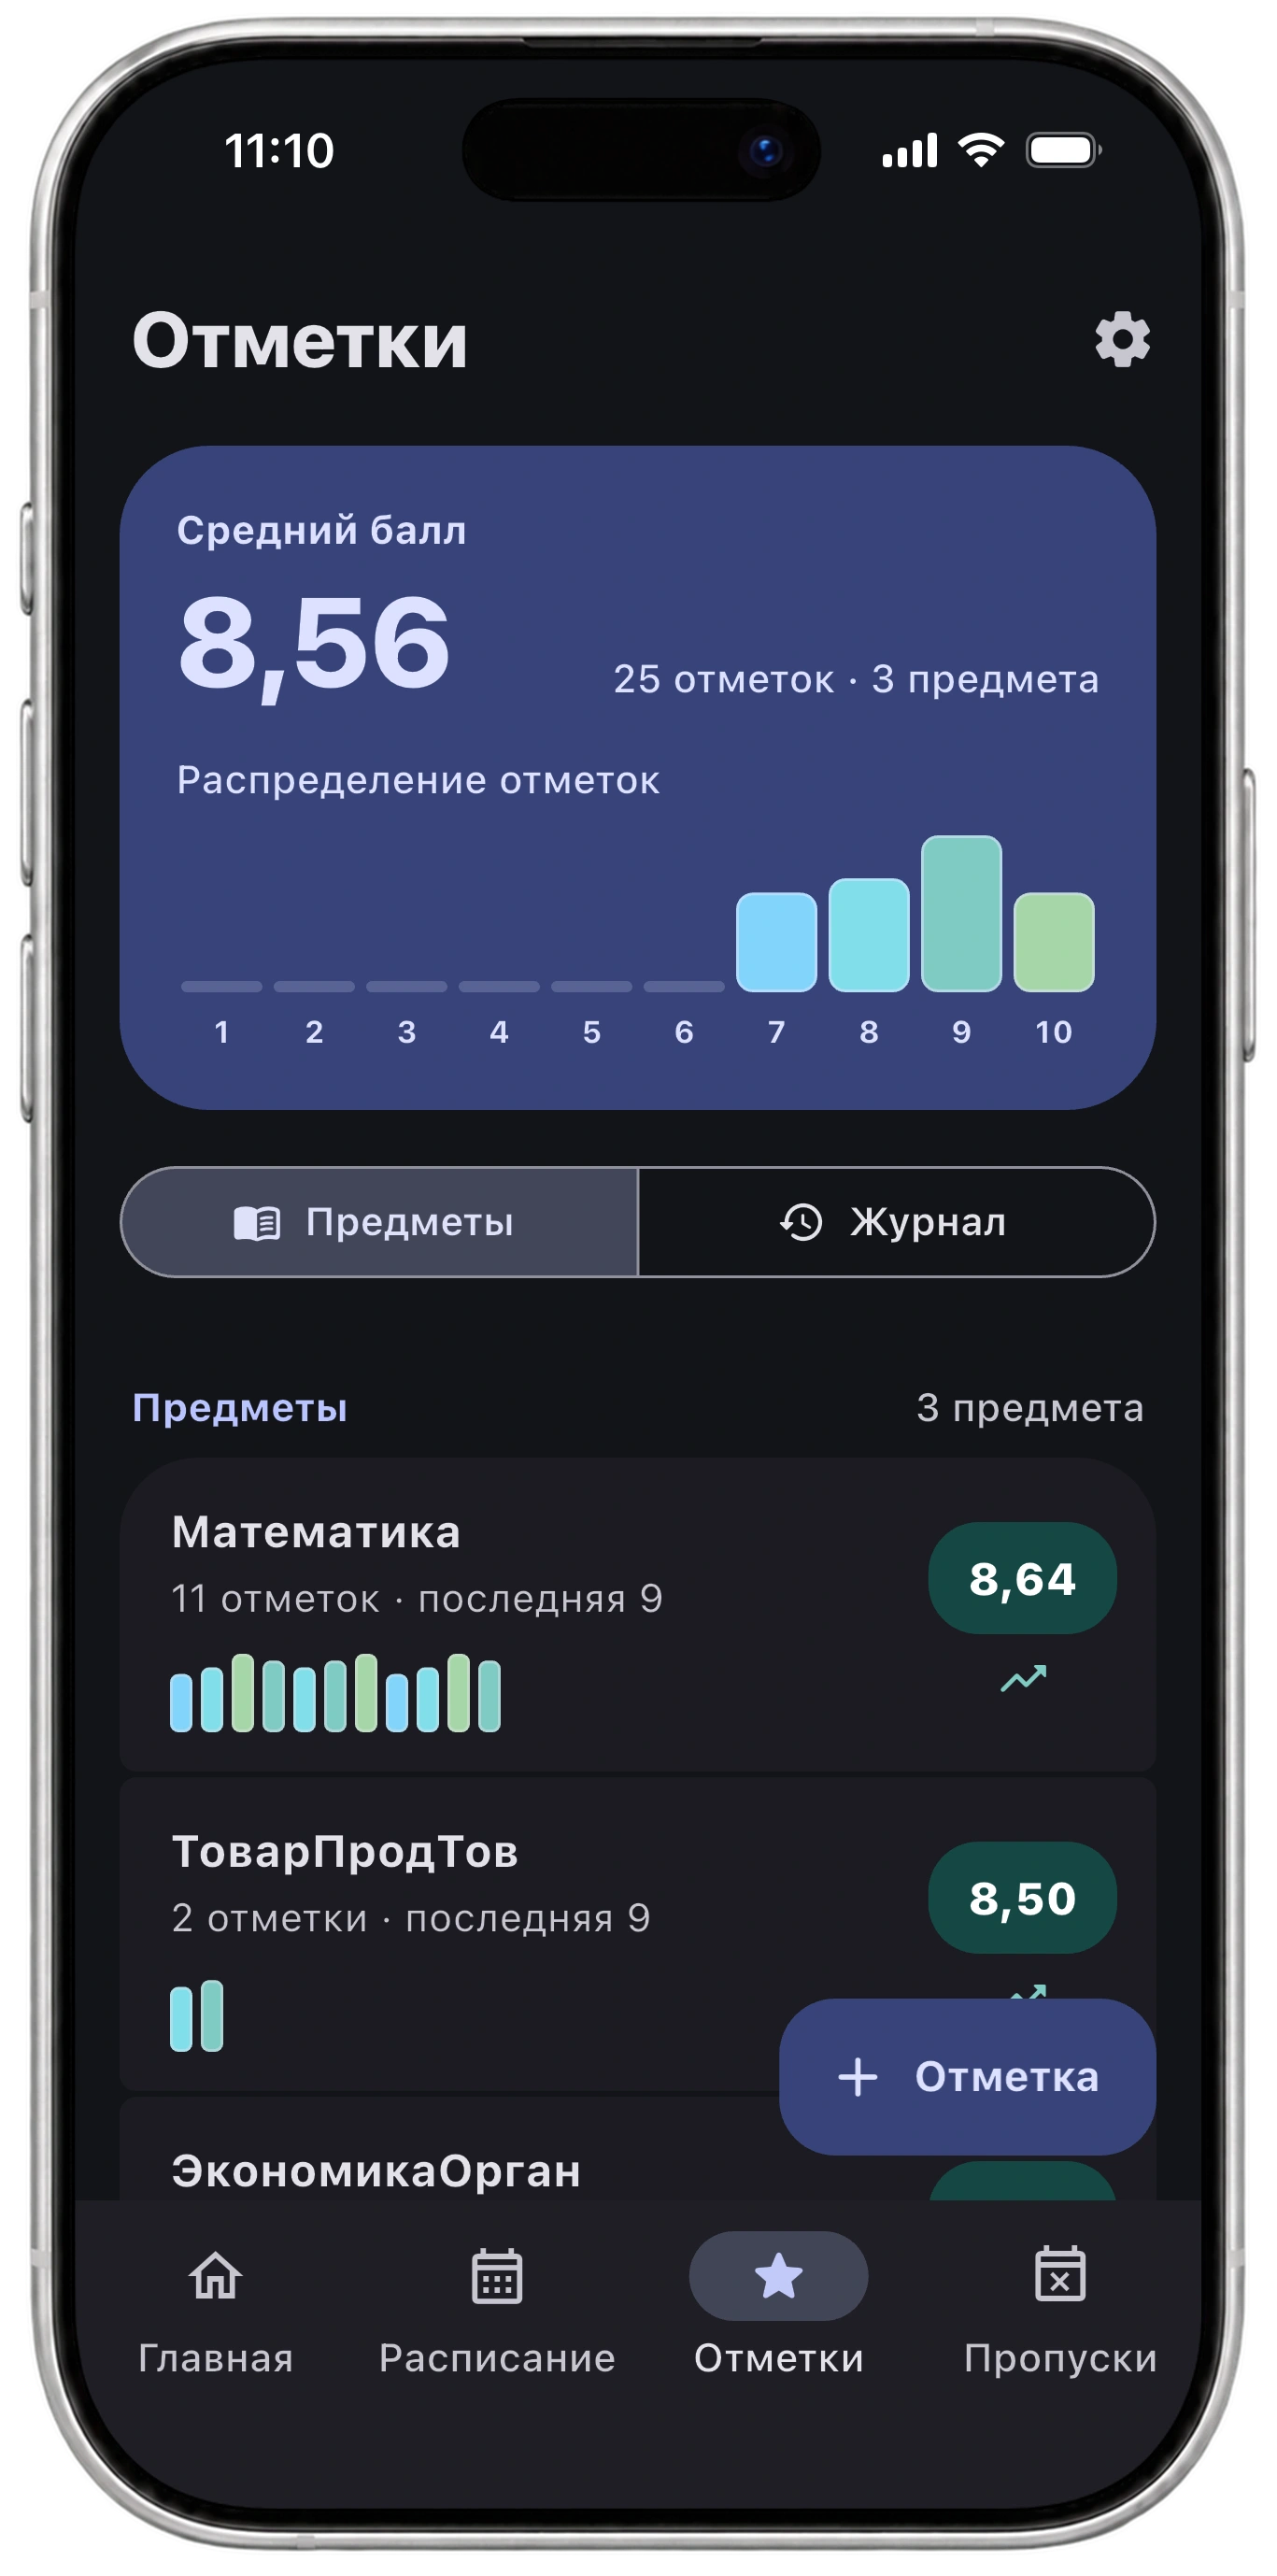 11:10
Отметки
Средний балл
8,56
25 отметок · 3 предмета
Распределение отметок
1 2 3 4 5 6 7 8 9 10
Предметы
Журнал
Предметы
3 предмета
Математика
11 отметок · последняя 9
8,64
ТоварПродТов
2 отметки · последняя 9
8,50
+ Отметка
ЭкономикаОрган
Главная
Расписание
Отметки
Пропуски